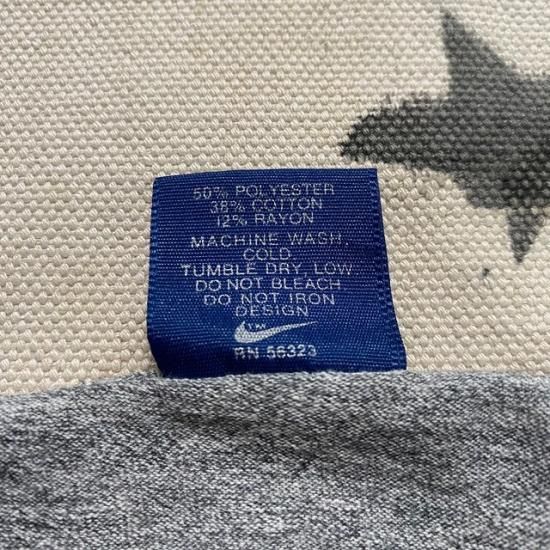 50% POLYESTER
38% COTTON
12% RAYON
MACHINE WASH,
COLD
TUMBLE DRY, LOW
DO NOT BLEACH
DO NOT IRON
DESIGN
TM
RN 56323